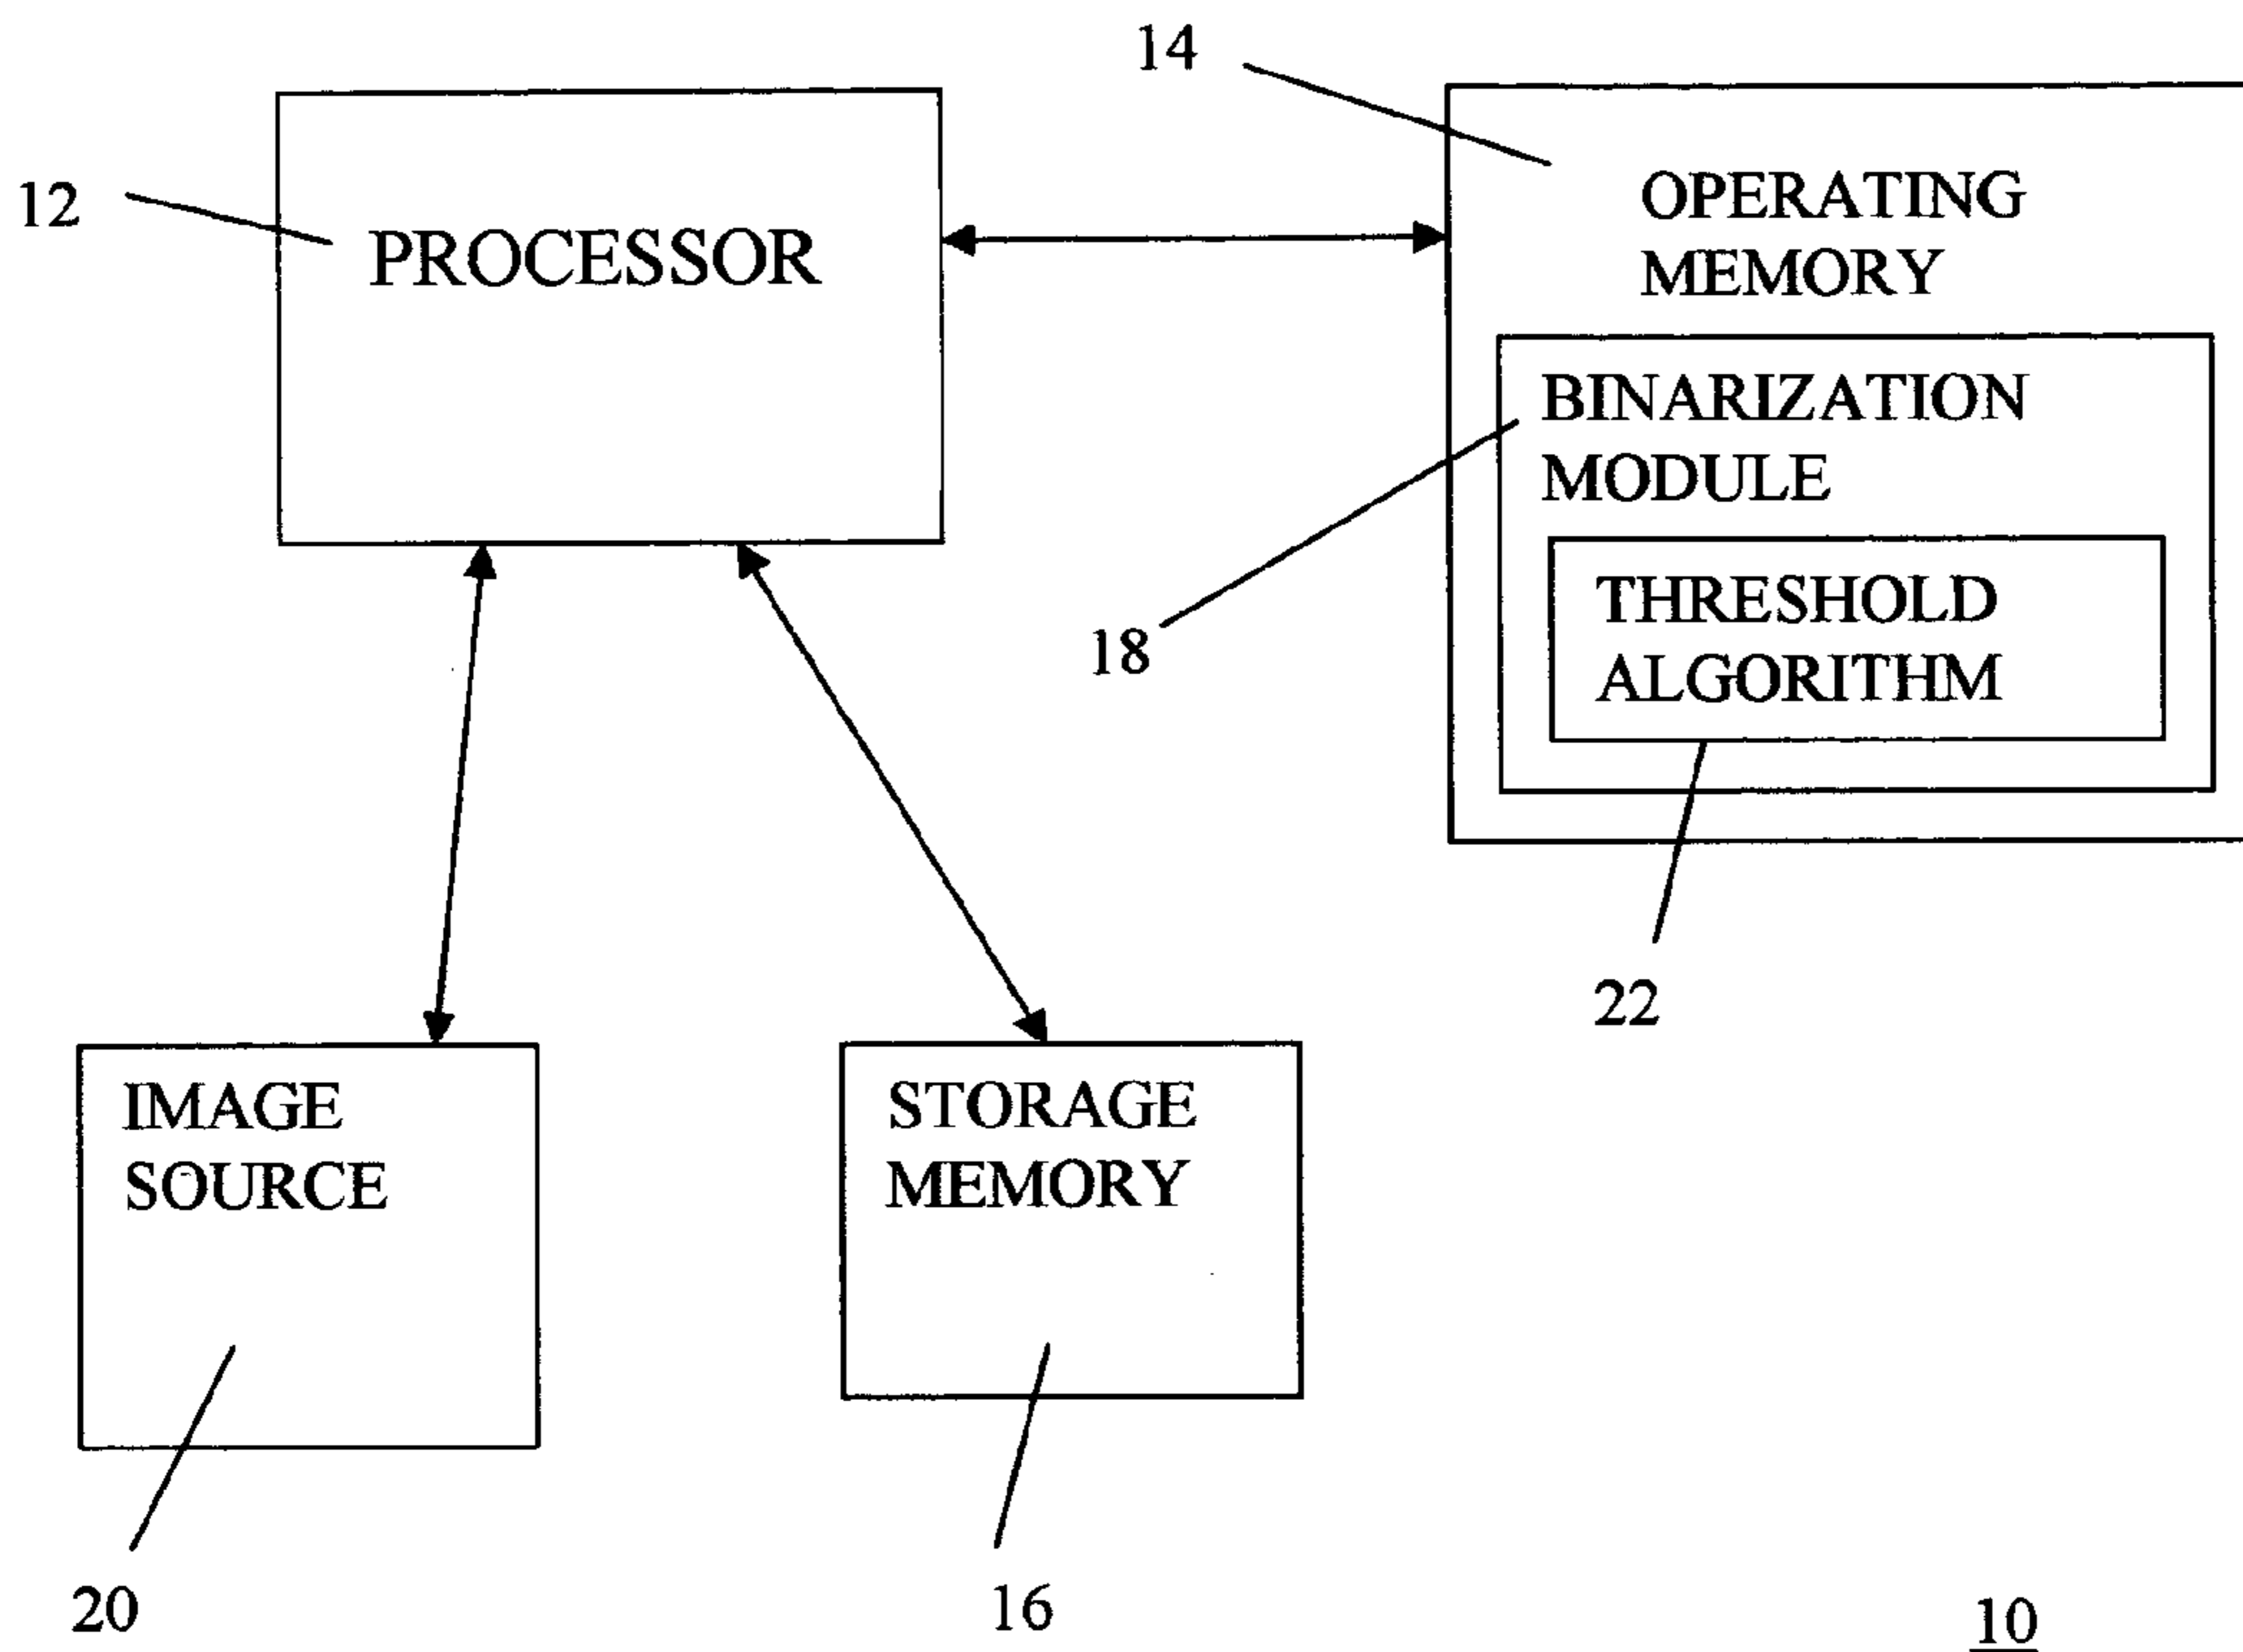 14
12
PROCESSOR
OPERATING
MEMORY
BINARIZATION
MODULE
18
THRESHOLD
ALGORITHM
22
IMAGE
SOURCE
STORAGE
MEMORY
20
16
10